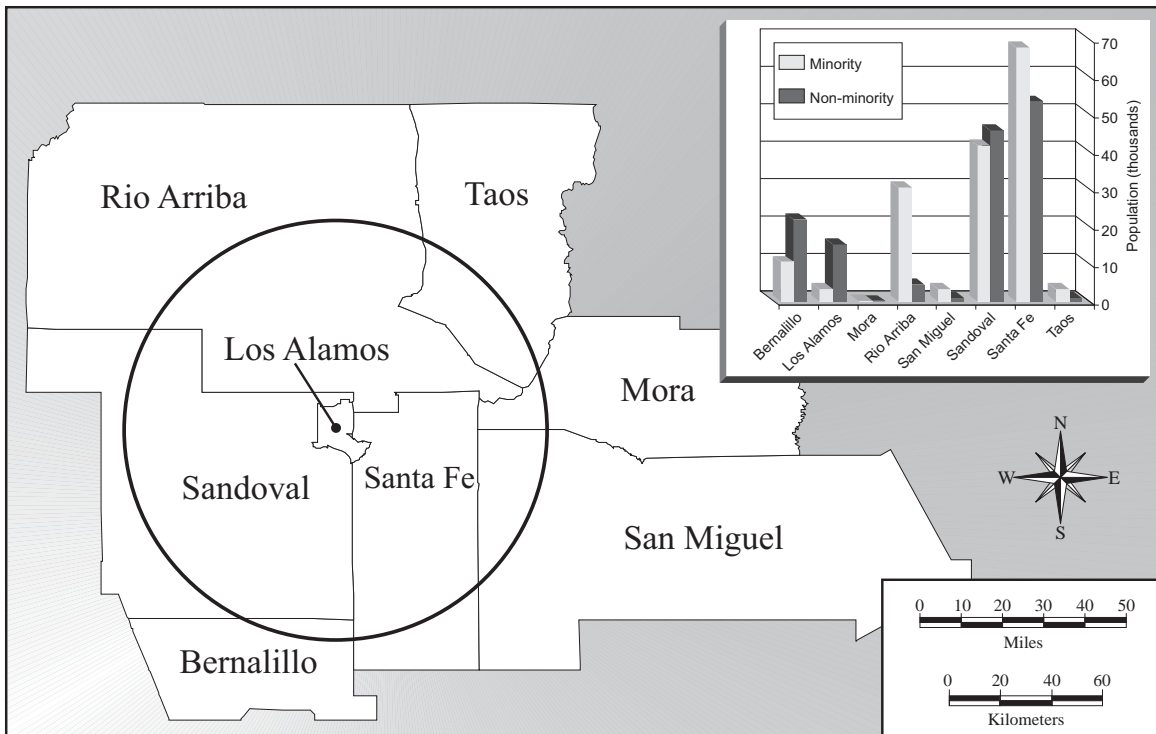 Minority
Non-minority
70
60
50
40
30
20
10
0
Population (thousands)
Bernalillo
Los Alamos
Mora
Rio Arriba
San Miguel
Sandoval
Santa Fe
Taos
Rio Arriba
Taos
Los Alamos
Mora
Sandoval
Santa Fe
San Miguel
Bernalillo
N
W E
S
0 10 20 30 40 50
Miles
0 20 40 60
Kilometers